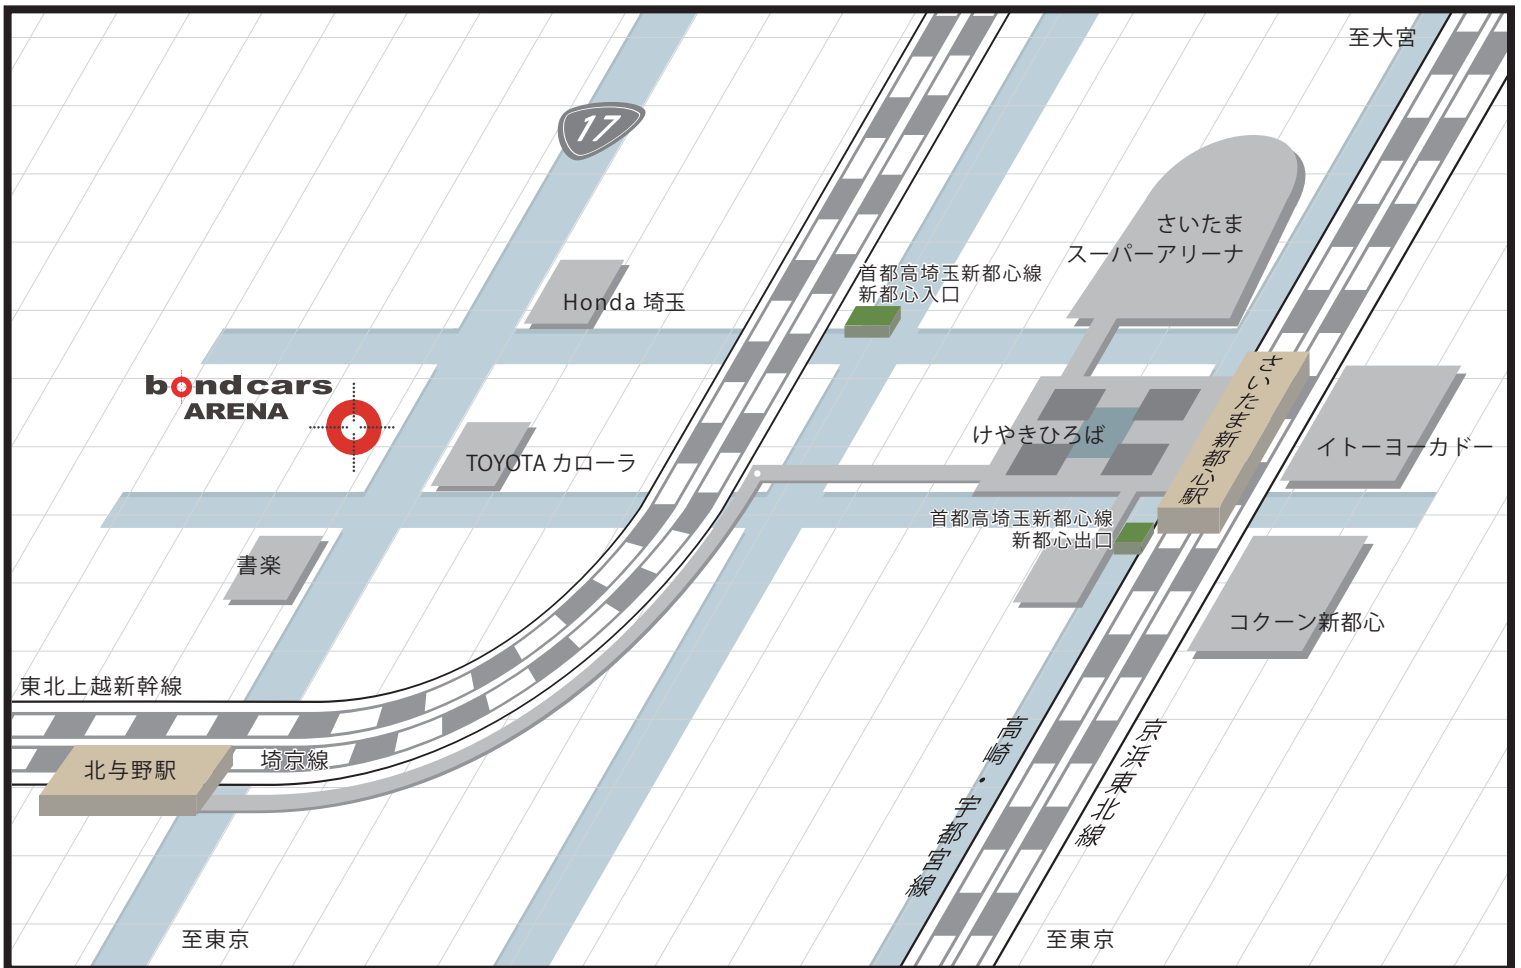 至大宮
17
さいたま
スーパーアリーナ
首都高埼玉新都心線
新都心入口
Honda 埼玉
bondcars
ARENA
さいたま新都心駅
けやきひろば
イトーヨーカドー
TOYOTA カローラ
首都高埼玉新都心線
新都心出口
書楽
コクーン新都心
東北上越新幹線
埼京線
北与野駅
高崎・宇都宮線
京浜東北線
至東京
至東京